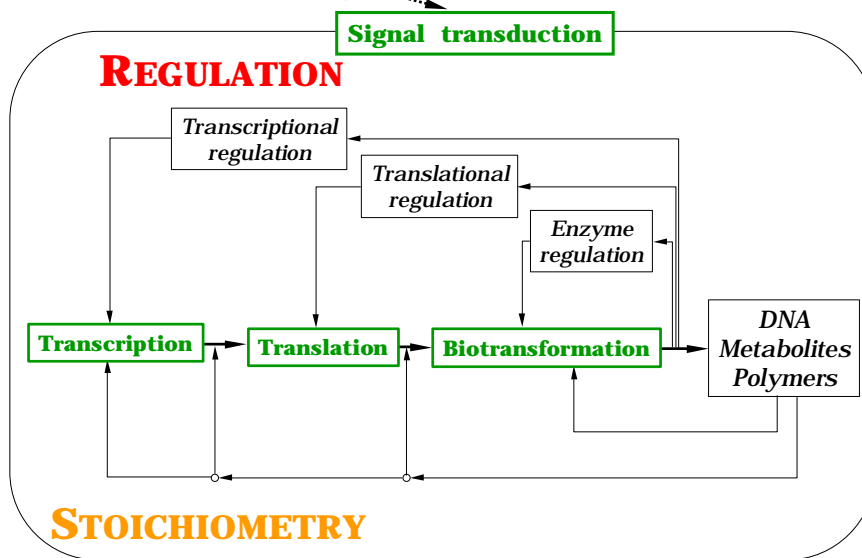 Signal transduction
REGULATION
Transcriptional
regulation
Translational
regulation
Enzyme
regulation
Transcription
Translation
Biotransformation
DNA
Metabolites
Polymers
STOICHIOMETRY